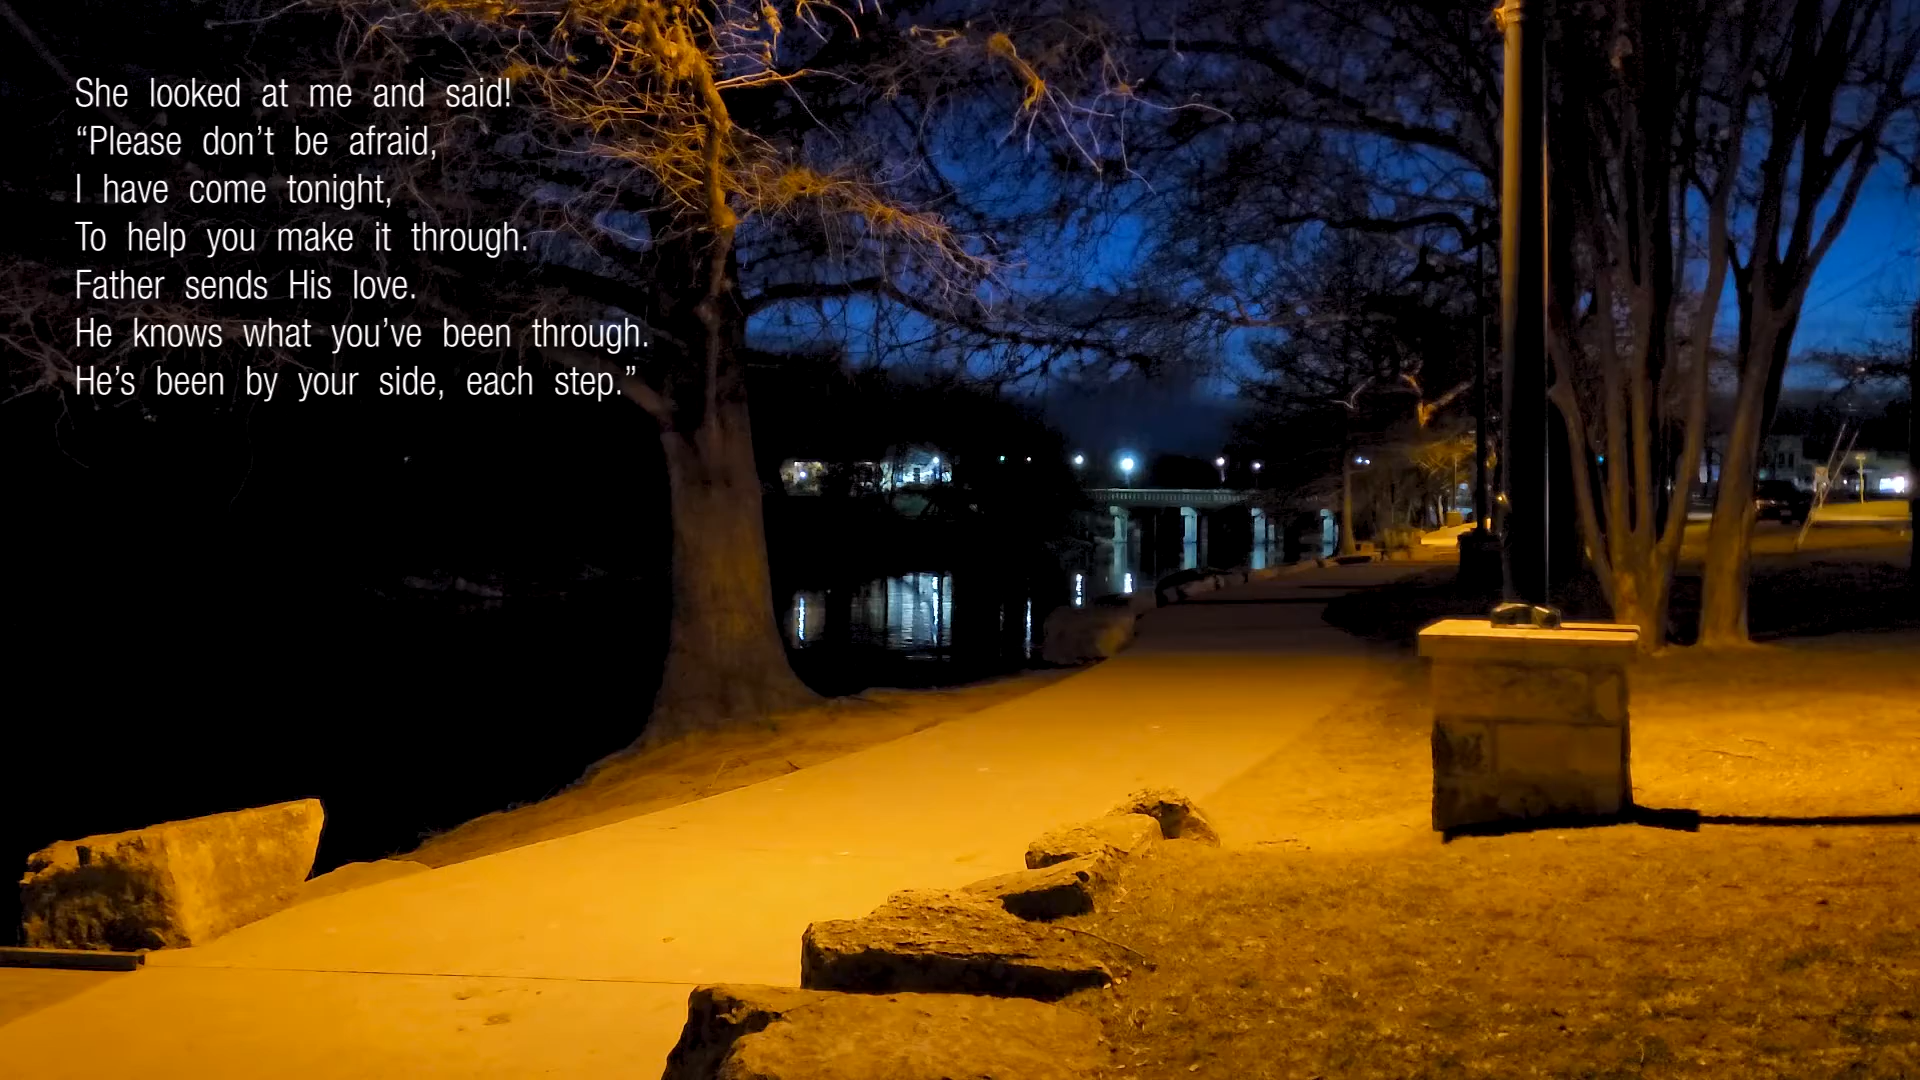 She looked at me and said!
“Please don’t be afraid,
I have come tonight,
To help you make it through.
Father sends His love.
He knows what you’ve been through.
He’s been by your side, each step.”